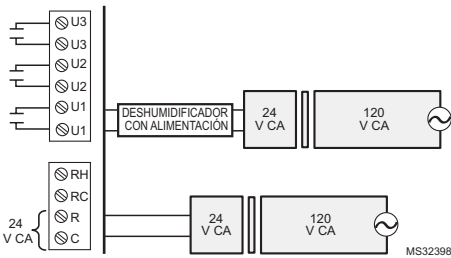 U3
U3
U2
U2
U1
U1
DESHUMIDIFICADOR
CON ALIMENTACIÓN
24
V CA
120
V CA
RH
RC
R
C
24
V CA
24
V CA
120
V CA
MS32398